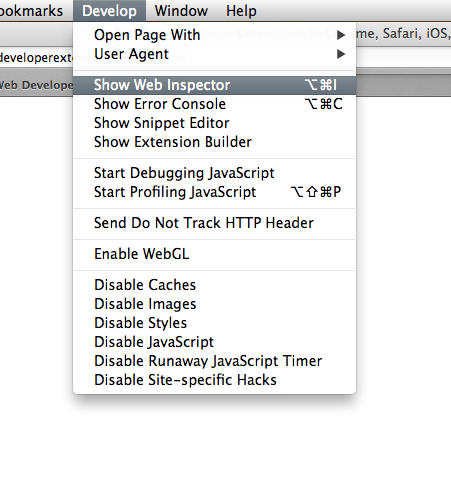 ookmarks Develop Window Help
me, Safari, iOS,
developerext
Web Develope
Open Page With ▶
User Agent ▶
Show Web Inspector ⌥⌘I
Show Error Console ⌥⌘C
Show Snippet Editor
Show Extension Builder
Start Debugging JavaScript
Start Profiling JavaScript ⌥⇧⌘P
Send Do Not Track HTTP Header
Enable WebGL
Disable Caches
Disable Images
Disable Styles
Disable JavaScript
Disable Runaway JavaScript Timer
Disable Site-specific Hacks